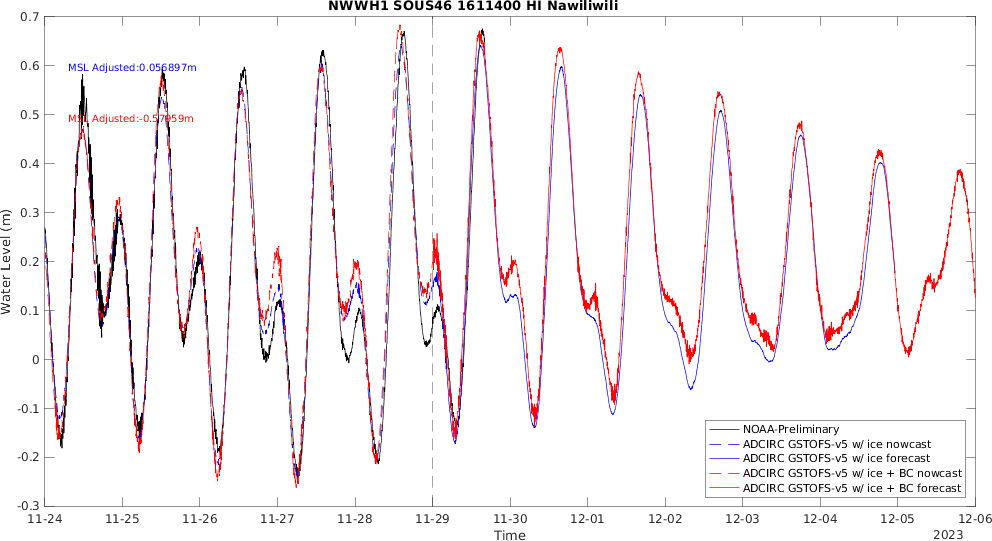 NWWH1 SOUS46 1611400 HI Nawiliwili
0.7
0.6
0.5
0.4
0.3
0.2
0.1
0
-0.1
-0.2
-0.3
Water Level (m)
MSL Adjusted:0.056897m
MSL Adjusted:-0.57959m
NOAA-Preliminary
ADCIRC GSTOFS-v5 w/ ice nowcast
ADCIRC GSTOFS-v5 w/ ice forecast
ADCIRC GSTOFS-v5 w/ ice + BC nowcast
ADCIRC GSTOFS-v5 w/ ice + BC forecast
11-24 11-25 11-26 11-27 11-28 11-29 11-30 12-01 12-02 12-03 12-04 12-05 12-06
Time
2023